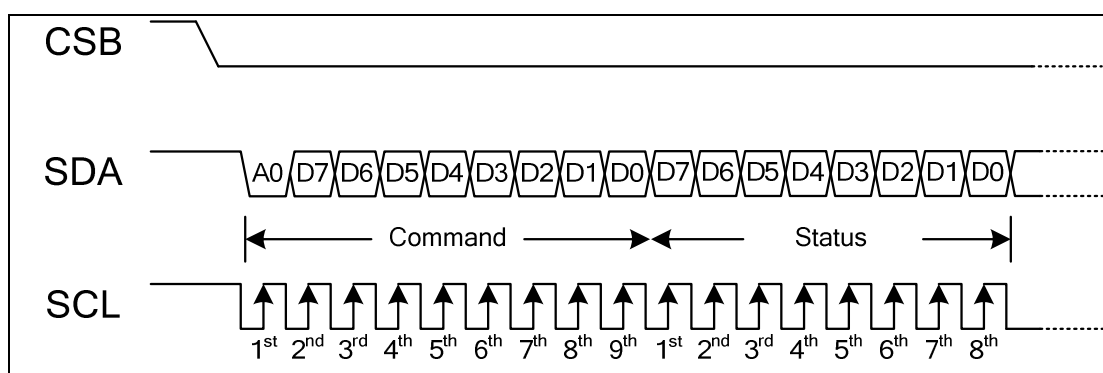 CSB
SDA A0 D7 D6 D5 D4 D3 D2 D1 D0 D7 D6 D5 D4 D3 D2 D1 D0
Command Status
SCL
1st 2nd 3rd 4th 5th 6th 7th 8th 9th 1st 2nd 3rd 4th 5th 6th 7th 8th